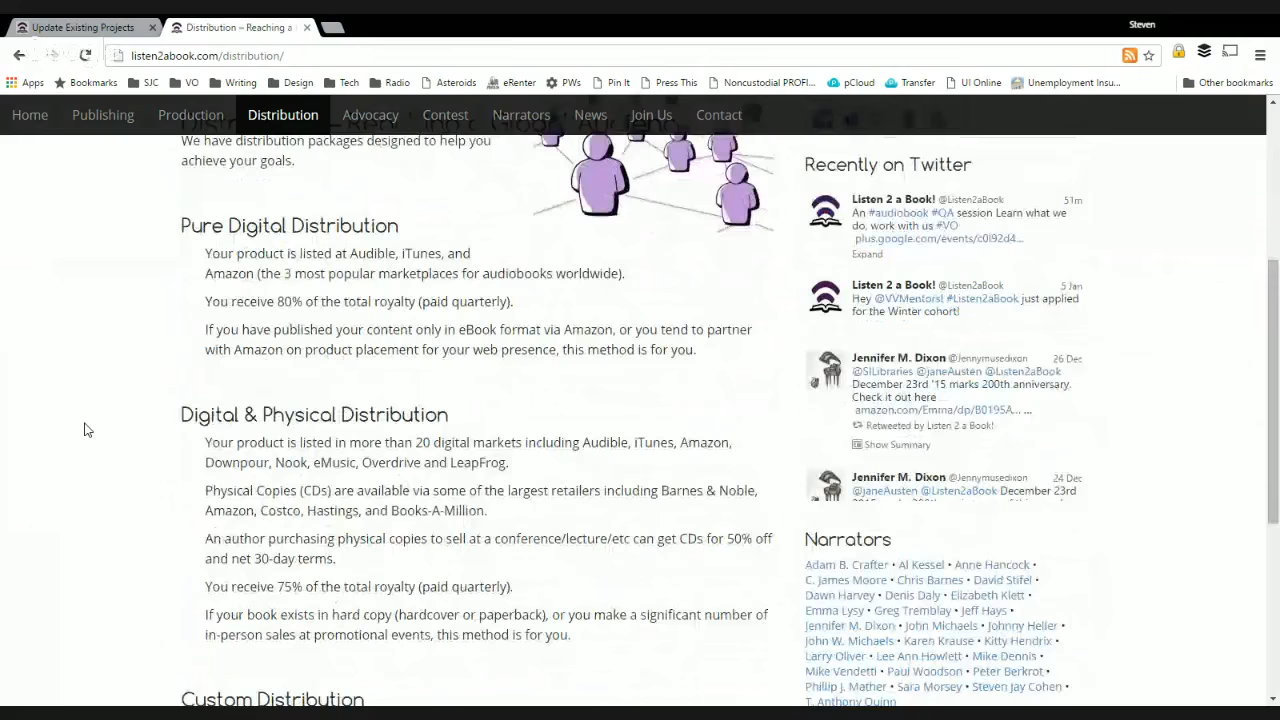 Steven
Update Existing Projects
Distribution – Reaching a
listen2abook.com/distribution/
Apps Bookmarks SJC VO Writing Design Tech Radio Asteroids eRenter PWs Pin It Press This Noncustodial PROFI... pCloud Transfer UI Online Unemployment Insu... Other bookmarks
Home Publishing Production Distribution Advocacy Contest Narrators News Join Us Contact
We have distribution packages designed to help you
achieve your goals.
Pure Digital Distribution
Your product is listed at Audible, iTunes, and
Amazon (the 3 most popular marketplaces for audiobooks worldwide).
You receive 80% of the total royalty (paid quarterly).
If you have published your content only in eBook format via Amazon, or you tend to partner
with Amazon on product placement for your web presence, this method is for you.
Digital & Physical Distribution
Your product is listed in more than 20 digital markets including Audible, iTunes, Amazon,
Downpour, Nook, eMusic, Overdrive and LeapFrog.
Physical Copies (CDs) are available via some of the largest retailers including Barnes & Noble,
Amazon, Costco, Hastings, and Books-A-Million.
An author purchasing physical copies to sell at a conference/lecture/etc can get CDs for 50% off
and net 30-day terms.
You receive 75% of the total royalty (paid quarterly).
If your book exists in hard copy (hardcover or paperback), or you make a significant number of
in-person sales at promotional events, this method is for you.
Custom Distribution
Recently on Twitter
Listen 2 a Book! @Listen2aBook 51m
An #audiobook #QA session Learn what we
do, work with us #VO
plus.google.com/events/c0l92d4...
Expand
Listen 2 a Book! @Listen2aBook 5 Jan
Hey @VVMentors! #Listen2aBook just applied
for the Winter cohort!
Jennifer M. Dixon @Jennymusedixon 26 Dec
@SILibraries @janeAusten @Listen2aBook
December 23rd '15 marks 200th anniversary.
Check it out here
amazon.com/Emma/dp/B0195A... ...
Retweeted by Listen 2 a Book!
Show Summary
Jennifer M. Dixon @Jennymusedixon 24 Dec
@janeAusten @Listen2aBook December 23rd
Narrators
Adam B. Crafter • Al Kessel • Anne Hancock •
C. James Moore • Chris Barnes • David Stifel •
Dawn Harvey • Denis Daly • Elizabeth Klett •
Emma Lysy • Greg Tremblay • Jeff Hays •
Jennifer M. Dixon • John Michaels • Johnny Heller •
John W. Michaels • Karen Krause • Kitty Hendrix •
Larry Oliver • Lee Ann Howlett • Mike Dennis •
Mike Vendetti • Paul Woodson • Peter Berkrot •
Phillip J. Mather • Sara Morsey • Steven Jay Cohen •
T. Anthony Quinn